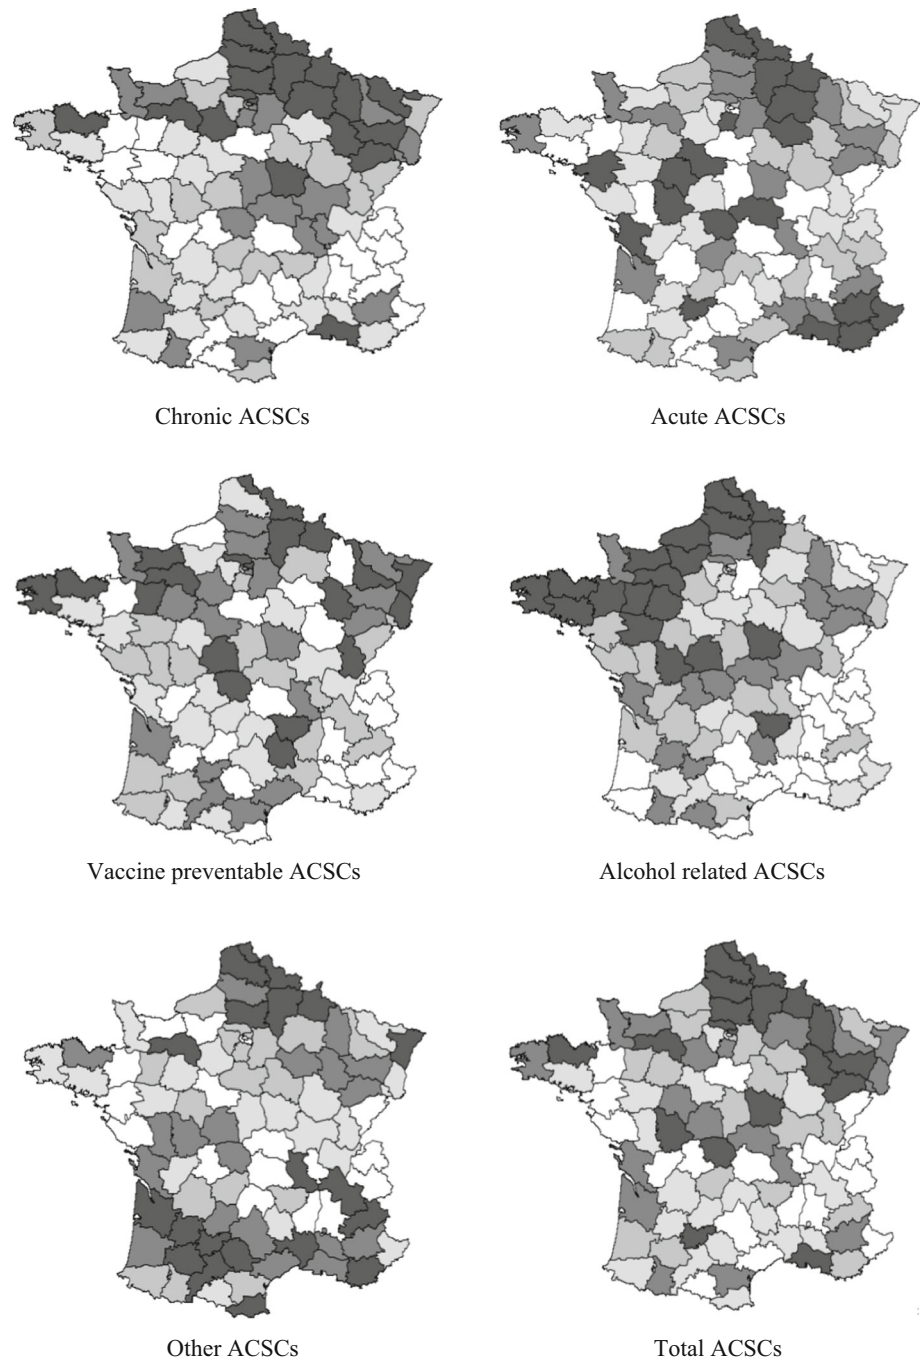 Chronic ACSCs
Acute ACSCs
Vaccine preventable ACSCs
Alcohol related ACSCs
Other ACSCs
Total ACSCs